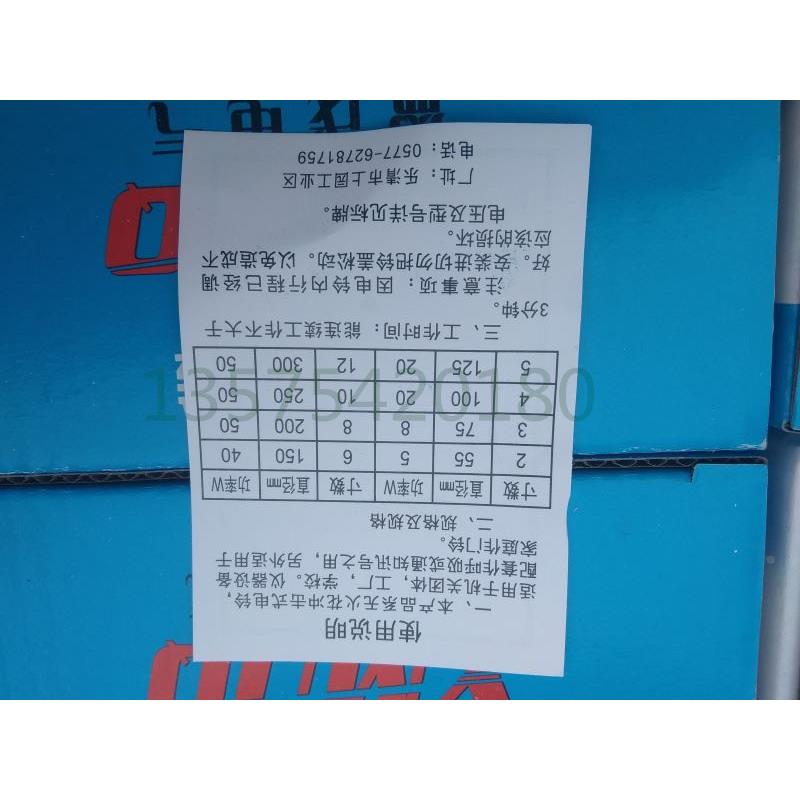 使用说明
一、本产品系无火花冲击式电铃，
适用于机关团体，工厂，学校。仪器设备
配套作呼吸或通知讯号之用，另外适用于
家庭作门铃。
二、规格及规格
寸数 直径mm 功率W 寸数 直径mm 功率W
2 55 5 6 150 40
3 75 8 8 200 50
4 100 20 10 250 50
5 125 20 12 300 50
三、工作时间：能连续工作不大于
3分钟。
注意事项：因电铃内行程已经调
好。安装进切勿把铃盖松动。以免造成不
应该的损坏。
电压及型号详见标牌。
厂址：乐清市上园工业区
电话：0577-62781759
13575420180